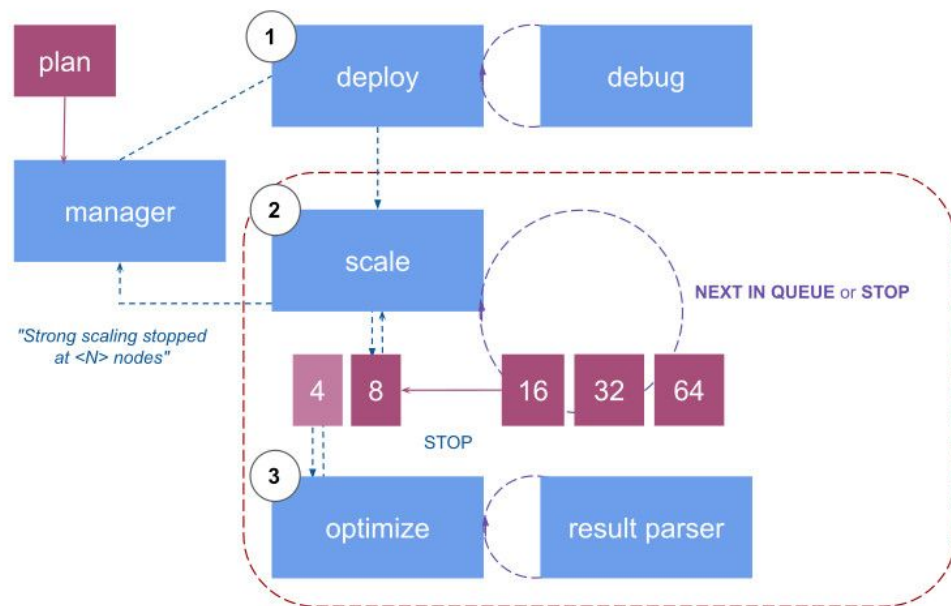 1
plan
deploy
debug
manager
2
scale
NEXT IN QUEUE or STOP
"Strong scaling stopped
at <N> nodes"
4
8
16
32
64
STOP
3
optimize
result parser